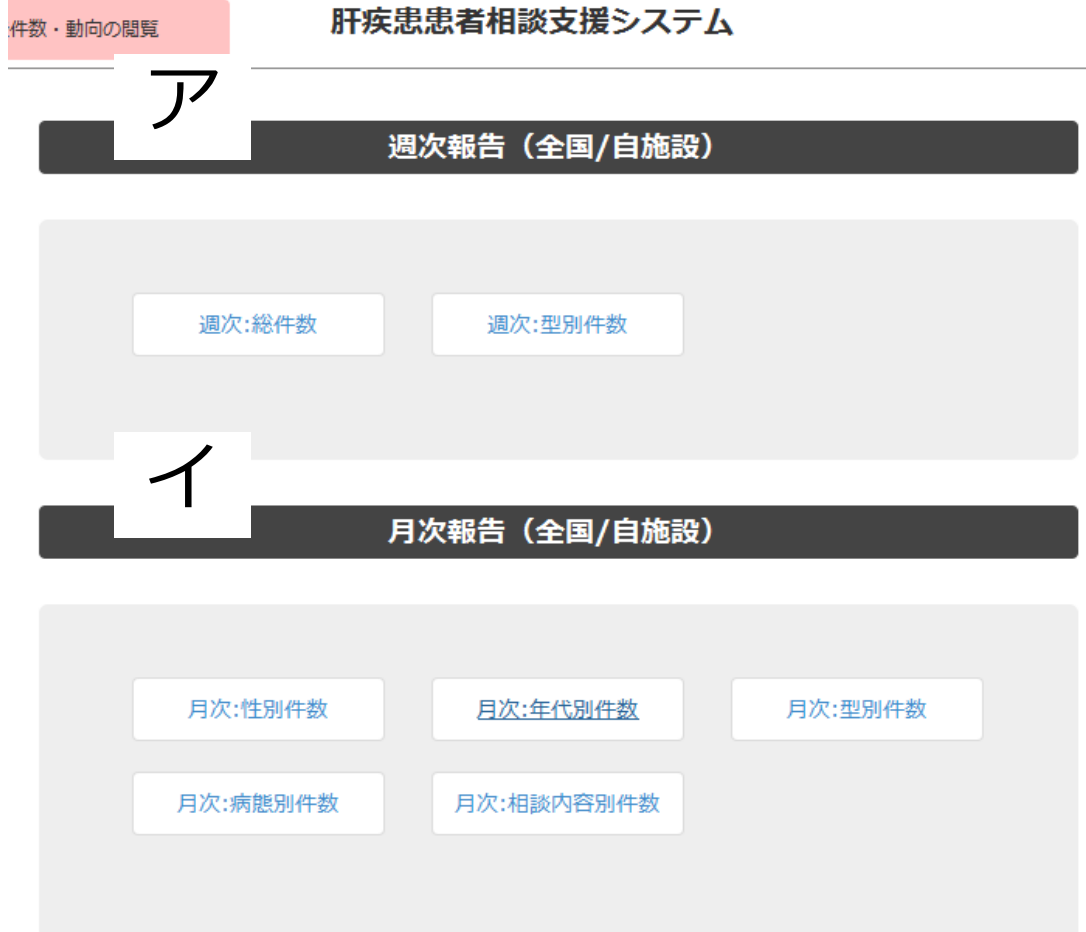 件数・動向の閲覧
肝疾患患者相談支援システム
ア
週次報告（全国/自施設）
週次:総件数
週次:型別件数
イ
月次報告（全国/自施設）
月次:性別件数
月次:年代別件数
月次:型別件数
月次:病態別件数
月次:相談内容別件数